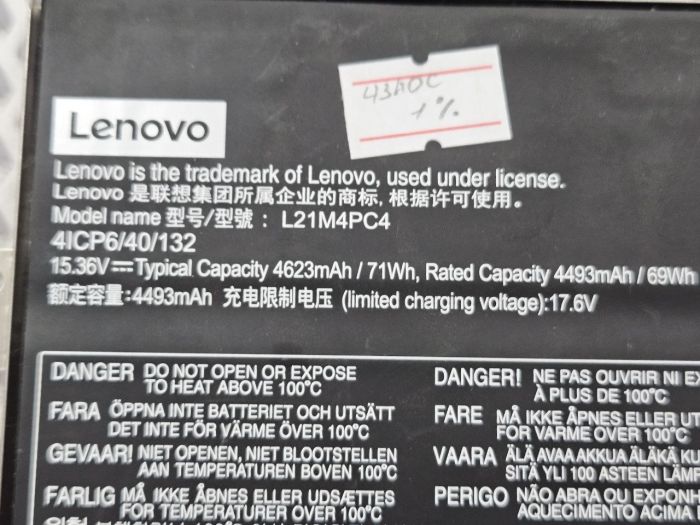 Lenovo
Lenovo is the trademark of Lenovo, used under license.
Lenovo 是联想集团所属企业的商标, 根据许可使用。
Model name 型号/型號 : L21M4PC4
4ICP6/40/132
15.36V⎓Typical Capacity 4623mAh / 71Wh, Rated Capacity 4493mAh / 69Wh
额定容量:4493mAh 充电限制电压 (limited charging voltage):17.6V
1%
DANGER DO NOT OPEN OR EXPOSE
TO HEAT ABOVE 100°C
FARA ÖPPNA INTE BATTERIET OCH UTSÄTT
DET INTE FÖR VÄRME ÖVER 100°C
GEVAAR! NIET OPENEN, NIET BLOOTSTELLEN
AAN TEMPERATUREN BOVEN 100°C
FARLIG MÅ IKKE ÅBNES ELLER UDSÆTTES
FOR TEMPERATURER OVER 100°C
DANGER! NE PAS OUVRIR NI EX
À PLUS DE 100°C
FARE MÅ IKKE ÅPNES ELLER UT
FOR VARME OVER 100°C
VAARA ÄLÄ AVAA AKKUA ÄLÄKÄ KU
SITÄ YLI 100 ASTEEN LÄMP
PERIGO NÃO ABRA OU EXPON
AQUECIMENTO ACIMA